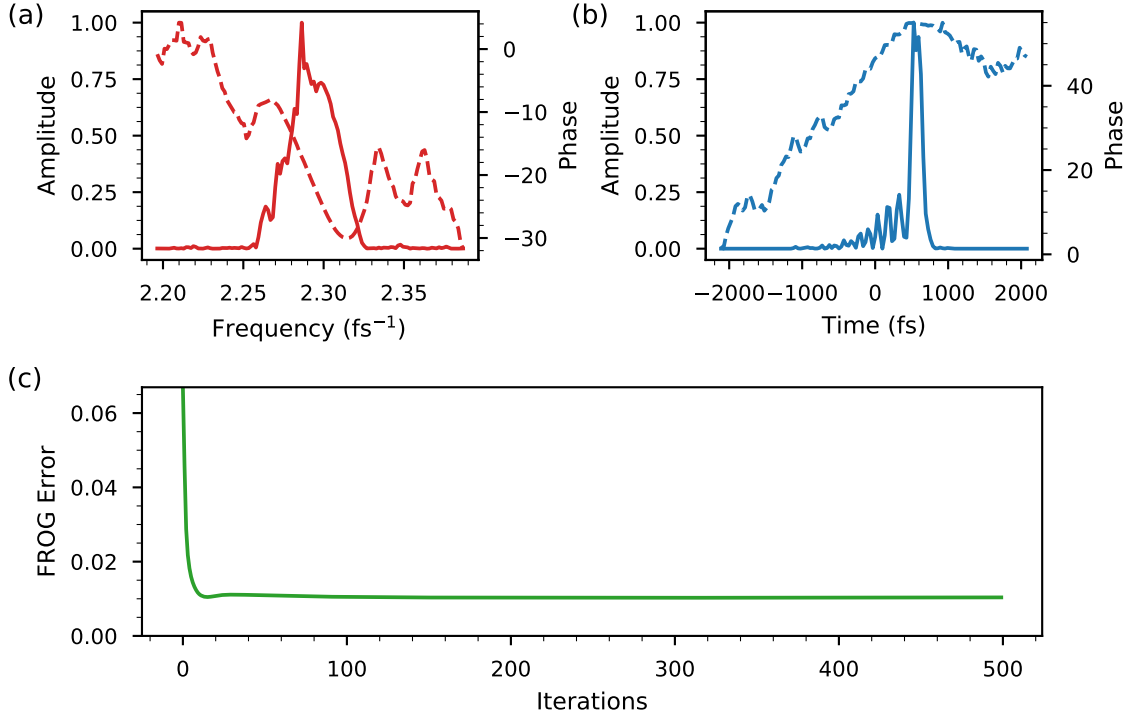 (a)
1.00
0.75
0.50
0.25
0.00
Amplitude
0
−10
−20
−30
Phase
2.20 2.25 2.30 2.35
Frequency (fs⁻¹)
(b)
1.00
0.75
0.50
0.25
0.00
Amplitude
40
20
0
Phase
−2000 −1000 0 1000 2000
Time (fs)
(c)
0.06
0.04
0.02
0.00
FROG Error
0 100 200 300 400 500
Iterations